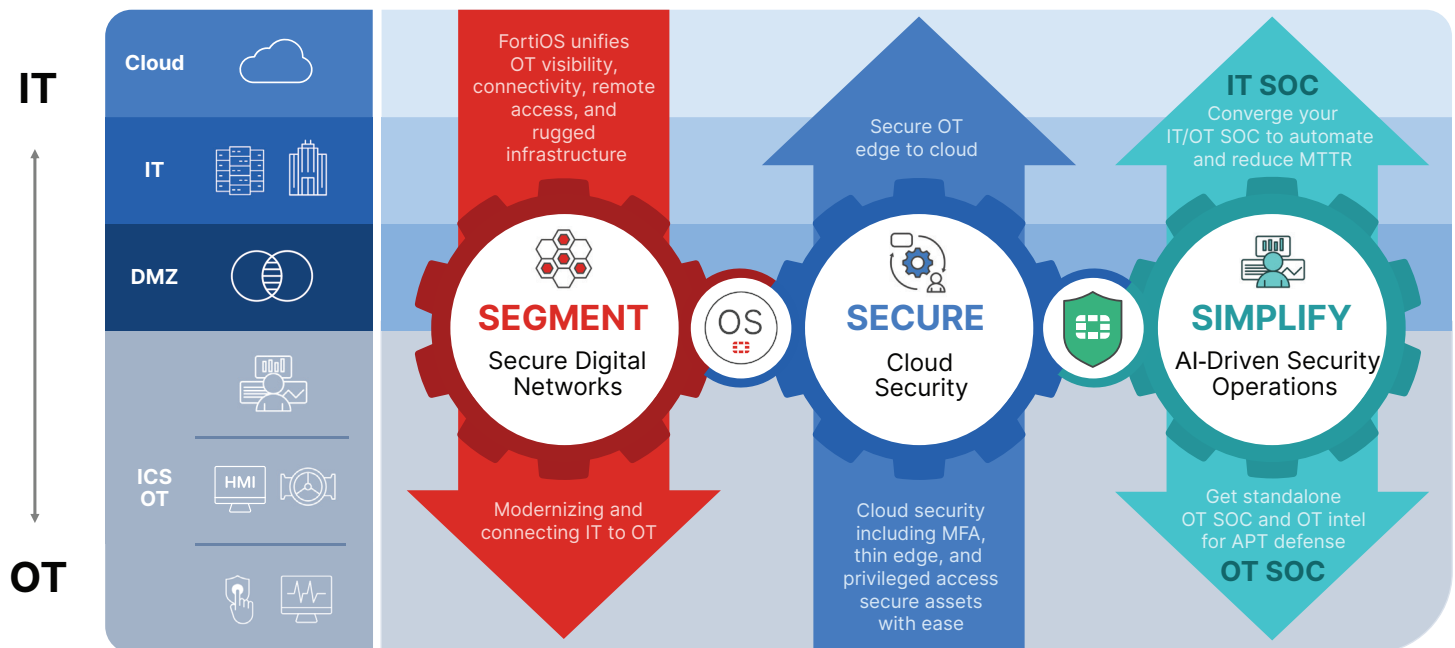 IT
OT
Cloud
IT
DMZ
ICS
OT
HMI
FortiOS unifies
OT visibility,
connectivity, remote
access, and
rugged
infrastructure
SEGMENT
Secure Digital
Networks
Modernizing and
connecting IT to OT
OS
Secure OT
edge to cloud
SECURE
Cloud
Security
Cloud security
including MFA,
thin edge, and
privileged access
secure assets
with ease
IT SOC
Converge your
IT/OT SOC to automate
and reduce MTTR
SIMPLIFY
AI-Driven Security
Operations
Get standalone
OT SOC and OT intel
for APT defense
OT SOC